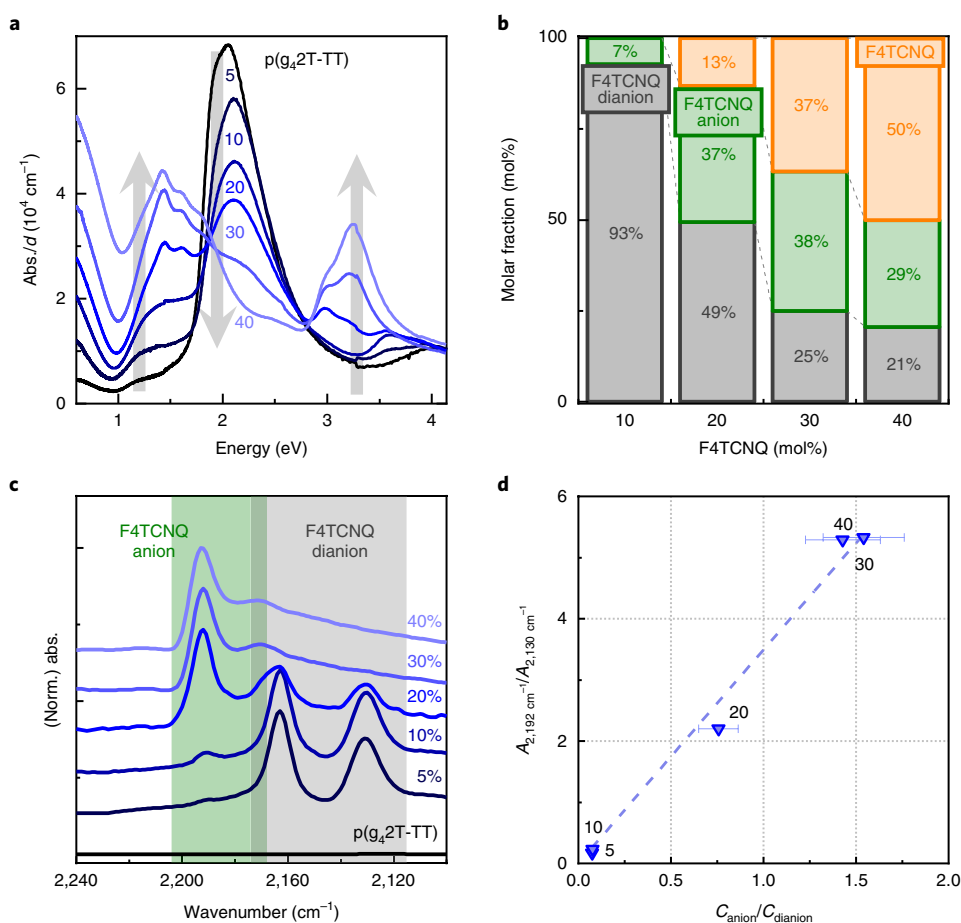 a
p(g₄2T-TT)
5
10
20
30
40
Abs./d (10⁴ cm⁻¹)
6
4
2
0
1
2
3
4
Energy (eV)
b
Molar fraction (mol%)
100
50
0
7%
F4TCNQ
dianion
93%
13%
F4TCNQ
anion
37%
49%
37%
38%
25%
F4TCNQ
50%
29%
21%
10
20
30
40
F4TCNQ (mol%)
c
F4TCNQ
anion
F4TCNQ
dianion
40%
30%
20%
10%
5%
p(g₄2T-TT)
(Norm.) abs.
2,240
2,200
2,160
2,120
Wavenumber (cm⁻¹)
d
A2,192 cm⁻¹/A2,130 cm⁻¹
6
4
2
0
40
30
20
10
5
0.0
0.5
1.0
1.5
2.0
Canion/Cdianion